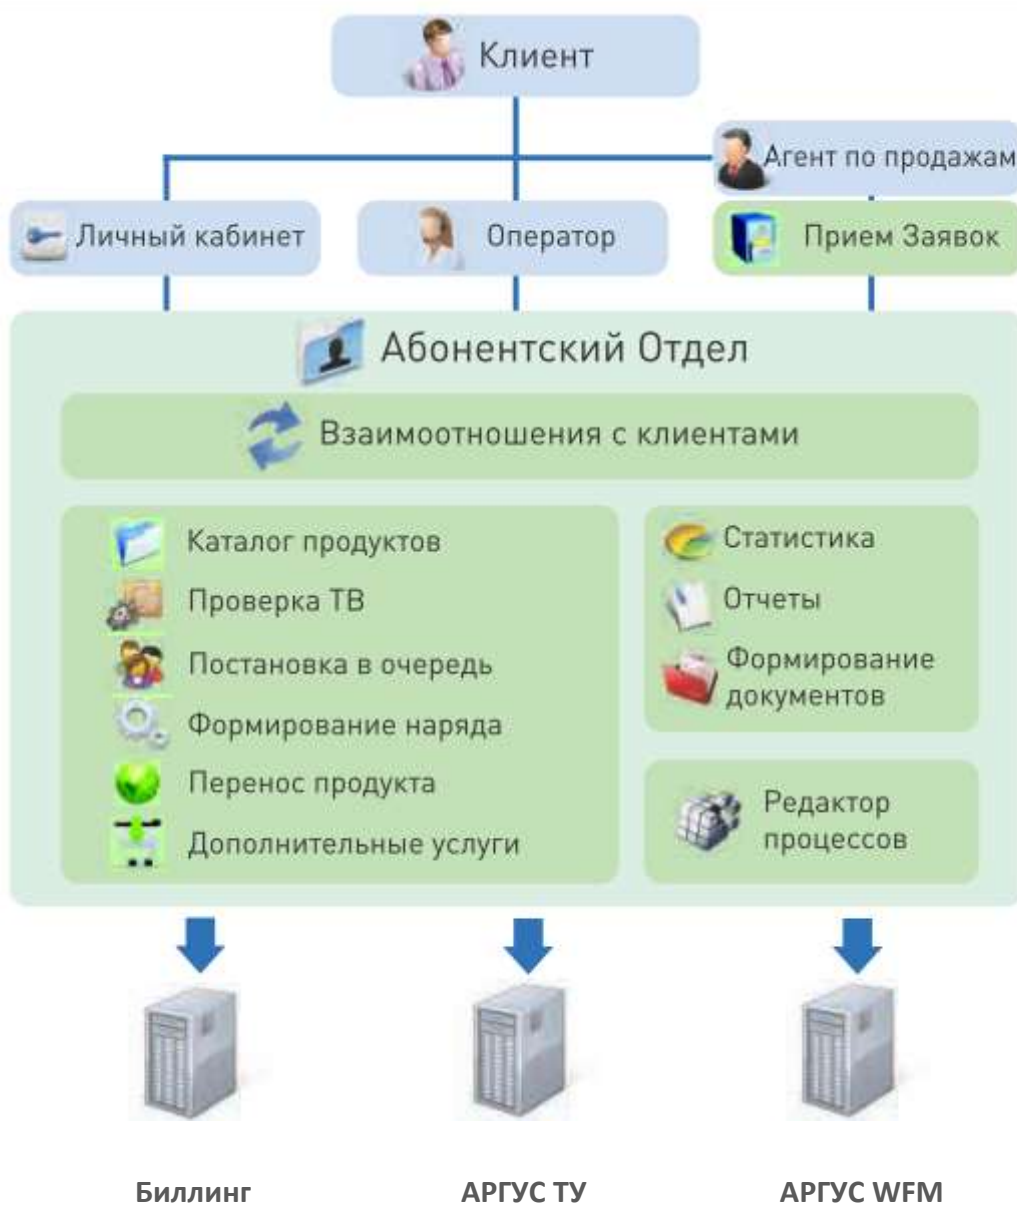 Клиент
Агент по продажам
Личный кабинет
Оператор
Прием Заявок
Абонентский Отдел
Взаимоотношения с клиентами
Каталог продуктов
Проверка ТВ
Постановка в очередь
Формирование наряда
Перенос продукта
Дополнительные услуги
Статистика
Отчеты
Формирование
документов
Редактор
процессов
Биллинг
АРГУС ТУ
АРГУС WFM